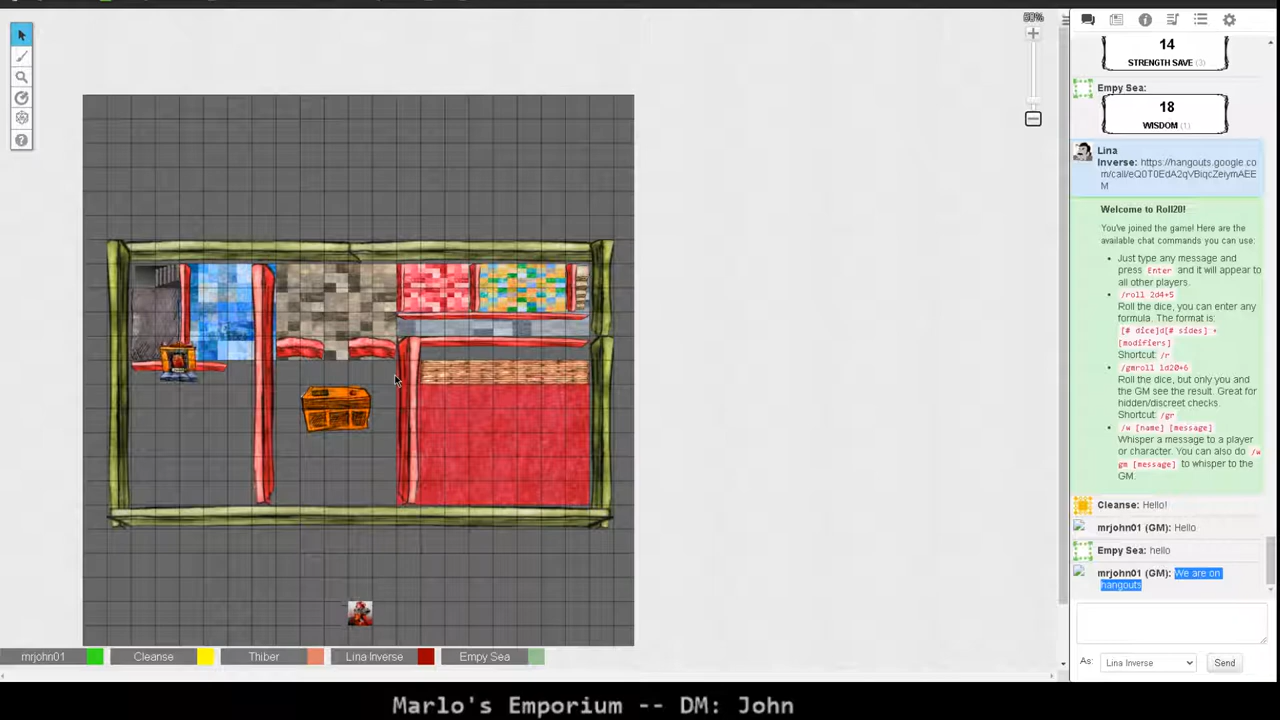 80%
14
STRENGTH SAVE (3)
Empy Sea:
18
WISDOM (1)
Lina
Inverse: https://hangouts.google.co
m/call/eQ0T0EdA2qVBiqcZeiymAEE
M
Welcome to Roll20!
You've joined the game! Here are the
available chat commands you can use:
Just type any message and
press Enter and it will appear to
all other players.
/roll 2d4+5
Roll the dice, you can enter any
formula. The format is:
[# dice]d[# sides] +
[modifiers]
Shortcut: /r
/gmroll 1d20+6
Roll the dice, but only you and
the GM see the result. Great for
hidden/discreet checks.
Shortcut: /gr
/w [name] [message]
Whisper a message to a player
or character. You can also do /w
gm [message] to whisper to the
GM.
Cleanse: Hello!
mrjohn01 (GM): Hello
Empy Sea: hello
mrjohn01 (GM): We are on
hangouts
As: Lina Inverse Send
mrjohn01 Cleanse Thiber Lina Inverse Empy Sea
Marlo's Emporium -- DM: John